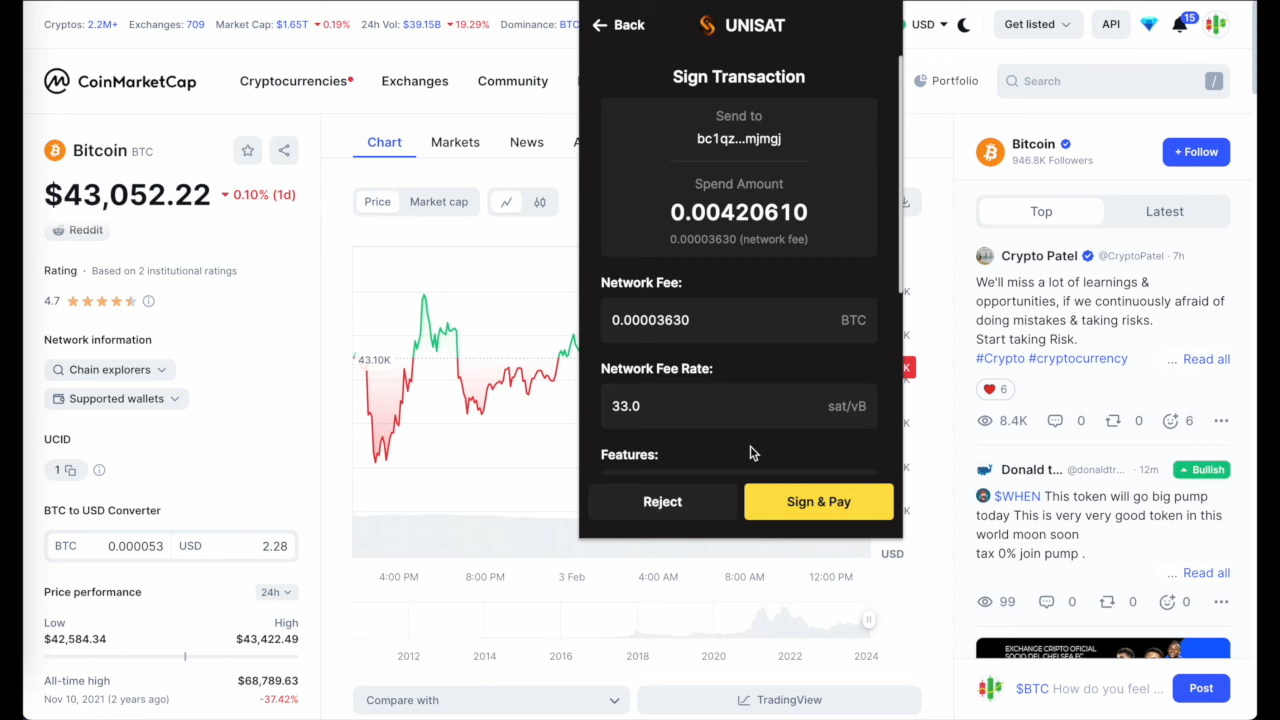 Cryptos: 2.2M+ Exchanges: 709 Market Cap: $1.65T 0.19% 24h Vol: $39.15B 19.29% Dominance: BTC
USD Get listed API 15
CoinMarketCap Cryptocurrencies Exchanges Community
Portfolio Search /
Bitcoin BTC
$43,052.22 0.10% (1d)
Reddit
Rating · Based on 2 institutional ratings
4.7
Network information
Chain explorers
Supported wallets
UCID
1
BTC to USD Converter
BTC 0.000053 USD 2.28
Price performance 24h
Low High
$42,584.34 $43,422.49
All-time high $68,789.63
Nov 10, 2021 (2 years ago) -37.42%
Chart Markets News
Price Market cap
43.10K
K
K
K
K
K
K
USD
4:00 PM 8:00 PM 3 Feb 4:00 AM 8:00 AM 12:00 PM
2012 2014 2016 2018 2020 2022 2024
Compare with TradingView
Back UNISAT
Sign Transaction
Send to
bc1qz...mjmgj
Spend Amount
0.00420610
0.00003630 (network fee)
Network Fee:
0.00003630 BTC
Network Fee Rate:
33.0 sat/vB
Features:
Reject Sign & Pay
Bitcoin
946.8K Followers
+ Follow
Top Latest
Crypto Patel @CryptoPatel · 7h
We'll miss a lot of learnings &
opportunities, if we continuously afraid of
doing mistakes & taking risks.
Start taking Risk.
#Crypto #cryptocurrency ... Read all
6
8.4K 0 0 6
Donald t... @donaldtr... · 12m Bullish
$WHEN This token will go big pump
today This is very very good token in this
world moon soon
tax 0% join pump .
Read all
99 0 0 0
EXCHANGE CRIPTO OFICIAL
SOCIO DEL CHELSEA FC
$BTC How do you feel ... Post